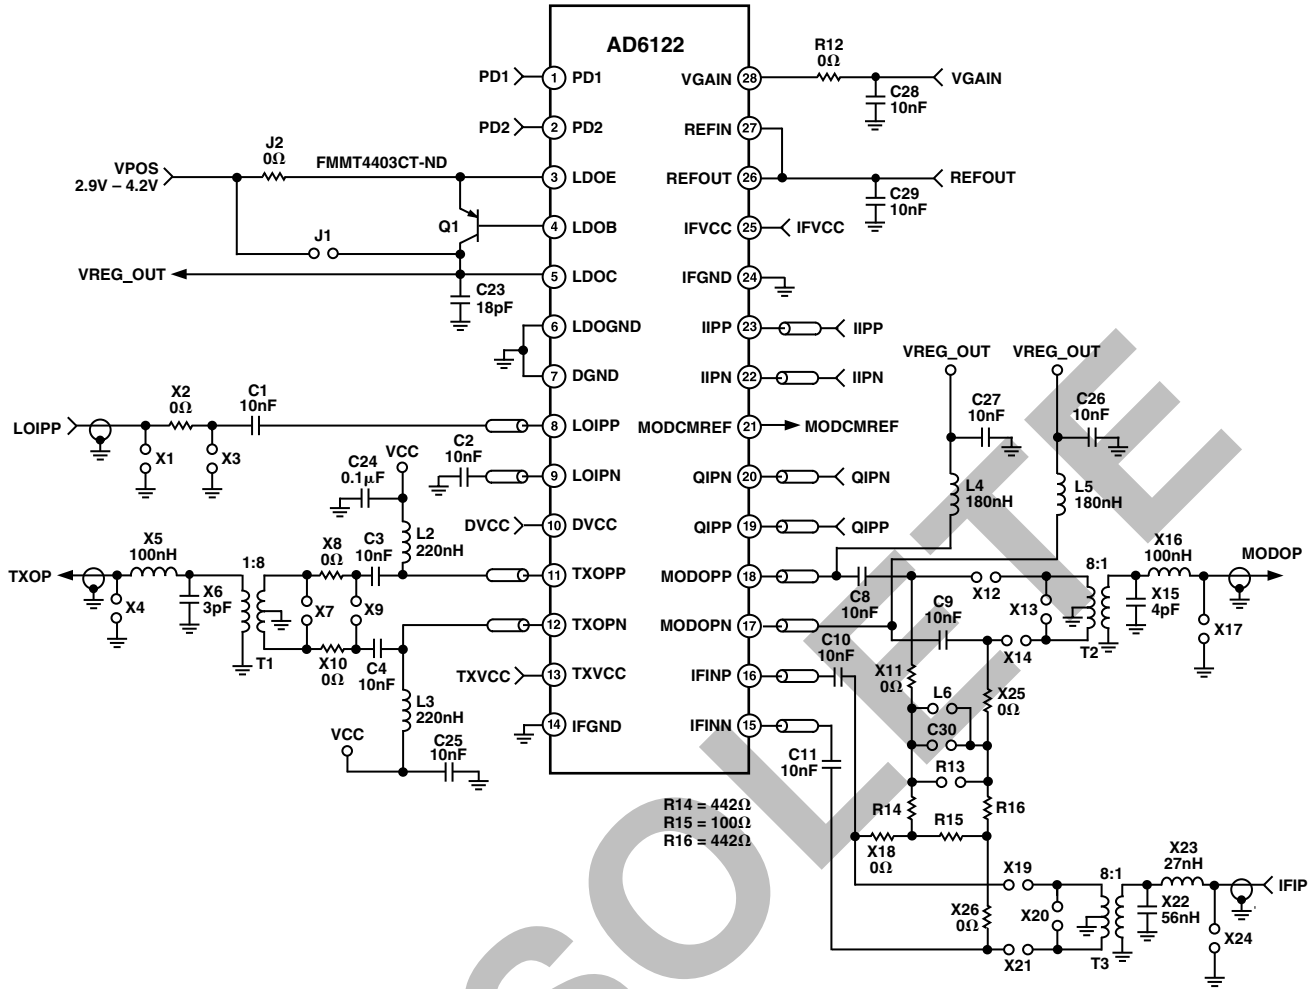 AD6122
PD1
1
PD1
PD2
2
PD2
VPOS
2.9V – 4.2V
J2
0Ω
FMMT4403CT-ND
3
LDOE
Q1
4
LDOB
J1
VREG_OUT
5
LDOC
C23
18pF
6
LDOGND
7
DGND
LOIPP
X1
X2
0Ω
X3
C1
10nF
8
LOIPP
C2
10nF
9
LOIPN
C24
0.1µF
VCC
DVCC
10
DVCC
L2
220nH
TXOP
X4
X5
100nH
X6
3pF
1:8
T1
X7
X8
0Ω
X9
C3
10nF
11
TXOPP
X10
0Ω
C4
10nF
12
TXOPN
TXVCC
13
TXVCC
L3
220nH
VCC
C25
10nF
14
IFGND
VGAIN
28
R12
0Ω
C28
10nF
VGAIN
REFIN
27
REFOUT
26
C29
10nF
REFOUT
IFVCC
25
IFVCC
IFGND
24
IIPP
23
IIPP
IIPN
22
IIPN
MODCMREF
21
MODCMREF
QIPN
20
QIPN
QIPP
19
QIPP
VREG_OUT
VREG_OUT
C27
10nF
C26
10nF
L4
180nH
L5
180nH
MODOPP
18
C8
10nF
X12
X13
8:1
T2
X16
100nH
X15
4pF
X17
MODOP
MODOPN
17
C9
10nF
X14
IFINP
16
C10
10nF
X11
0Ω
X25
0Ω
L6
C30
IFINN
15
C11
10nF
R13
R14
R16
R15
X18
0Ω
R14 = 442Ω
R15 = 100Ω
R16 = 442Ω
X19
X20
X26
0Ω
X21
8:1
T3
X23
27nH
X22
56nH
X24
IFIP
SOLETE